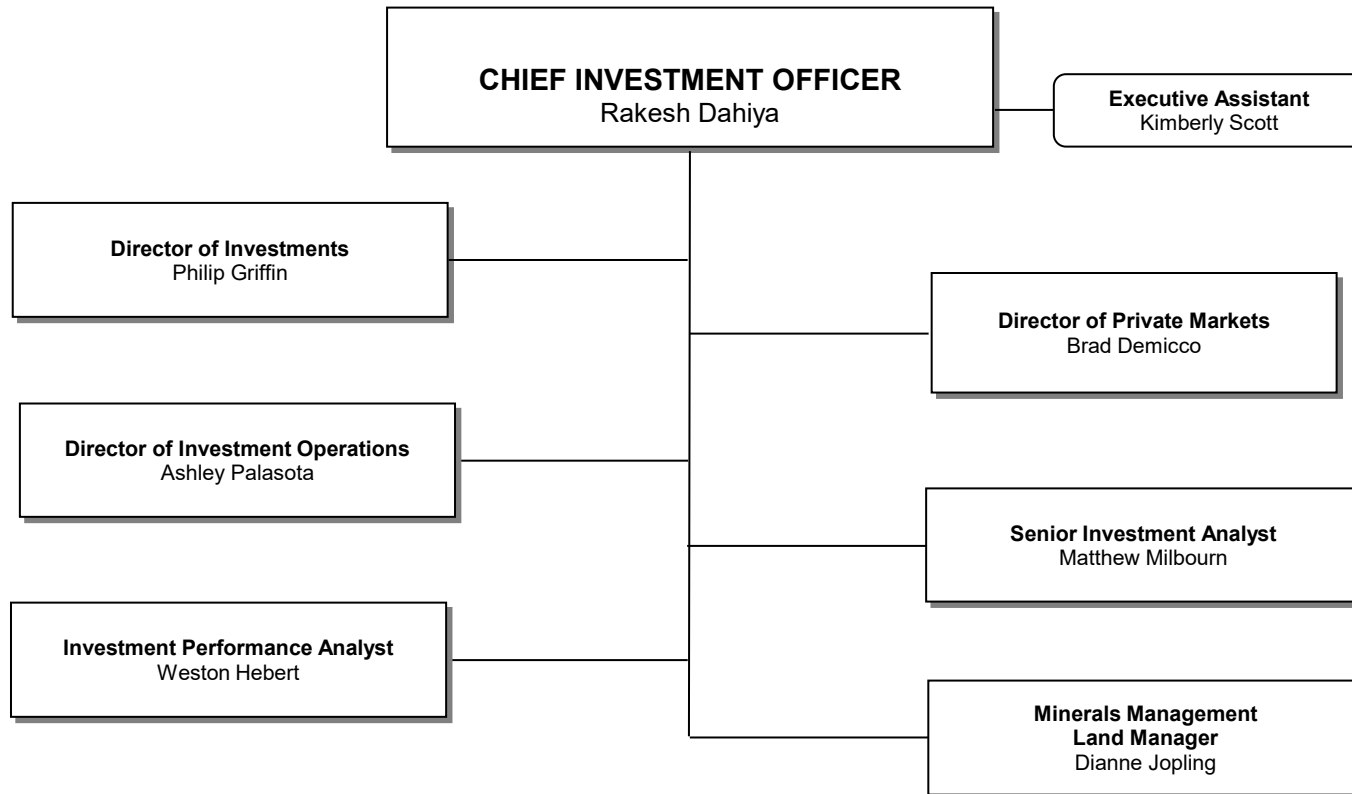 CHIEF INVESTMENT OFFICER
Rakesh Dahiya
Executive Assistant
Kimberly Scott
Director of Investments
Philip Griffin
Director of Private Markets
Brad Demicco
Director of Investment Operations
Ashley Palasota
Senior Investment Analyst
Matthew Milbourn
Investment Performance Analyst
Weston Hebert
Minerals Management
Land Manager
Dianne Jopling